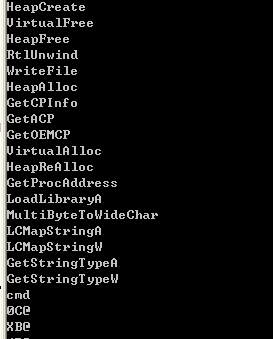 HeapCreate
VirtualFree
HeapFree
RtlUnwind
WriteFile
HeapAlloc
GetCPInfo
GetACP
GetOEMCP
VirtualAlloc
HeapReAlloc
GetProcAddress
LoadLibraryA
MultiByteToWideChar
LCMapStringA
LCMapStringW
GetStringTypeA
GetStringTypeW
cmd
0C@
XB@